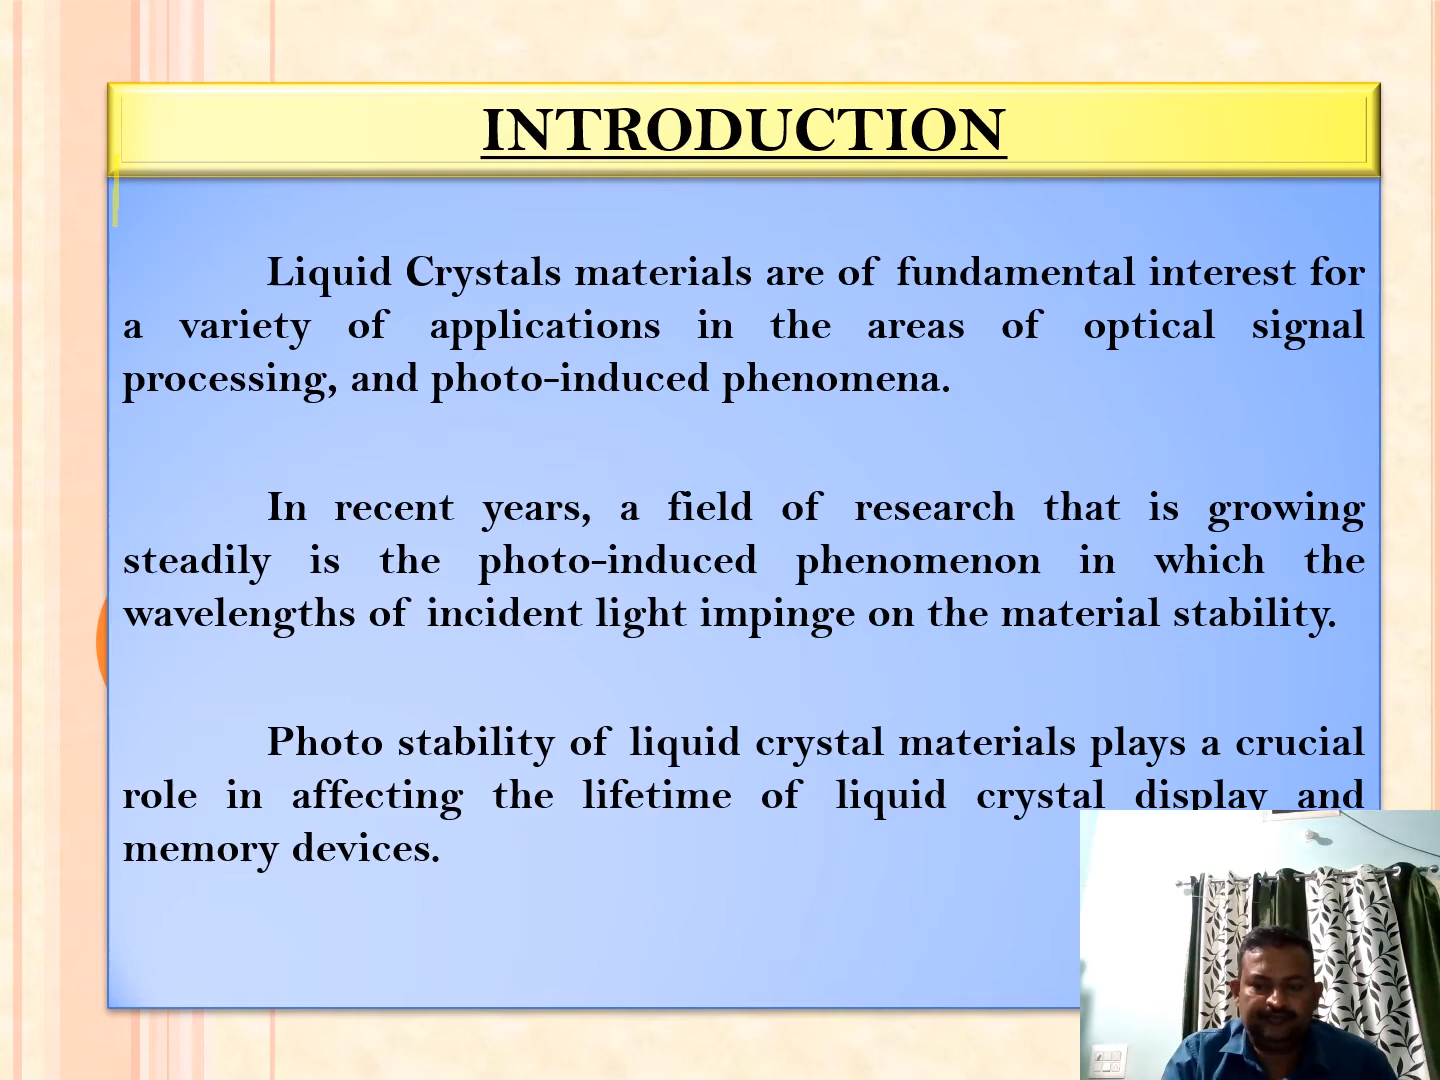 INTRODUCTION
Liquid Crystals materials are of fundamental interest for
a variety of applications in the areas of optical signal
processing, and photo-induced phenomena.
In recent years, a field of research that is growing
steadily is the photo-induced phenomenon in which the
wavelengths of incident light impinge on the material stability.
Photo stability of liquid crystal materials plays a crucial
role in affecting the lifetime of liquid crystal display and
memory devices.